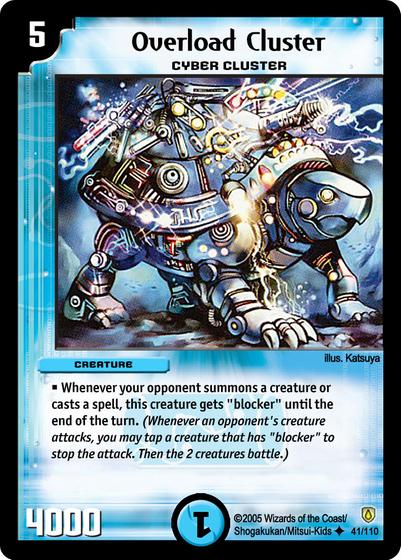 5
Overload Cluster
CYBER CLUSTER
illus. Katsuya
CREATURE
▪ Whenever your opponent summons a creature or
casts a spell, this creature gets "blocker" until the
end of the turn. (Whenever an opponent's creature
attacks, you may tap a creature that has "blocker" to
stop the attack. Then the 2 creatures battle.)
4000
1
©2005 Wizards of the Coast/
Shogakukan/Mitsui-Kids ✦ 41/110